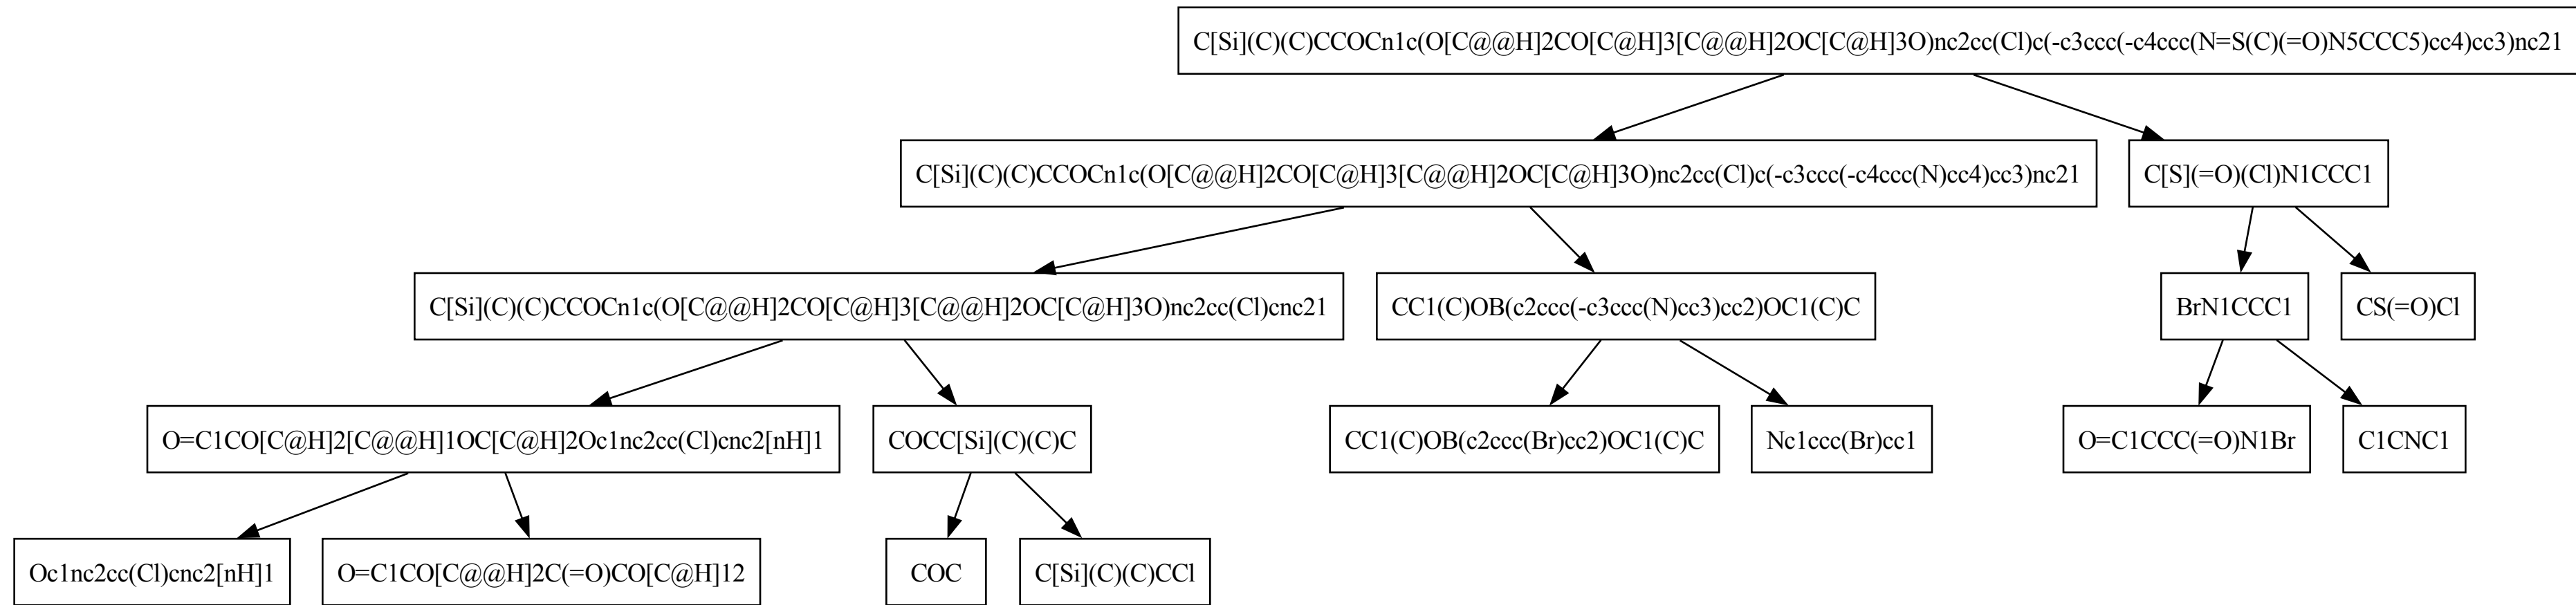 C[Si](C)(C)CCOCn1c(O[C@@H]2CO[C@H]3[C@@H]2OC[C@H]3O)nc2cc(Cl)c(-c3ccc(-c4ccc(N=S(C)(=O)N5CCC5)cc4)cc3)nc21
C[Si](C)(C)CCOCn1c(O[C@@H]2CO[C@H]3[C@@H]2OC[C@H]3O)nc2cc(Cl)c(-c3ccc(-c4ccc(N)cc4)cc3)nc21
C[S](=O)(Cl)N1CCC1
C[Si](C)(C)CCOCn1c(O[C@@H]2CO[C@H]3[C@@H]2OC[C@H]3O)nc2cc(Cl)cnc21
CC1(C)OB(c2ccc(-c3ccc(N)cc3)cc2)OC1(C)C
BrN1CCC1
CS(=O)Cl
O=C1CO[C@H]2[C@@H]1OC[C@H]2Oc1nc2cc(Cl)cnc2[nH]1
COCC[Si](C)(C)C
CC1(C)OB(c2ccc(Br)cc2)OC1(C)C
Nc1ccc(Br)cc1
O=C1CCC(=O)N1Br
C1CNC1
Oc1nc2cc(Cl)cnc2[nH]1
O=C1CO[C@@H]2C(=O)CO[C@H]12
COC
C[Si](C)(C)CCl